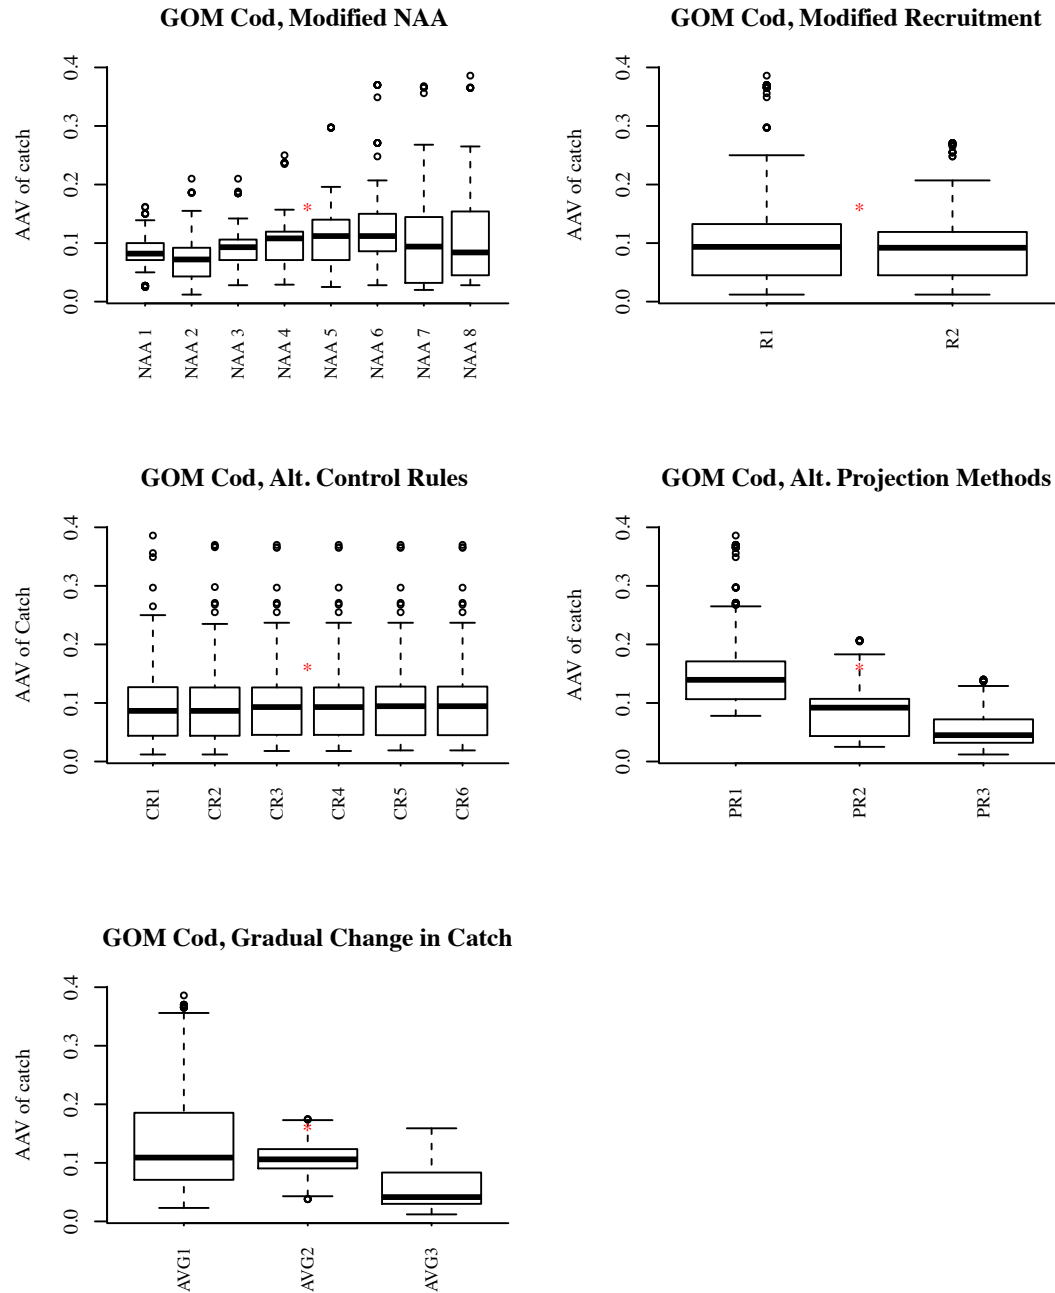 GOM Cod, Modified NAA
AAV of catch
0.0 0.1 0.2 0.3 0.4
NAA 1 NAA 2 NAA 3 NAA 4 NAA 5 NAA 6 NAA 7 NAA 8
*
GOM Cod, Modified Recruitment
AAV of catch
0.0 0.1 0.2 0.3 0.4
R1 R2
*
GOM Cod, Alt. Control Rules
AAV of Catch
0.0 0.1 0.2 0.3 0.4
CR1 CR2 CR3 CR4 CR5 CR6
*
GOM Cod, Alt. Projection Methods
AAV of catch
0.0 0.1 0.2 0.3 0.4
PR1 PR2 PR3
*
GOM Cod, Gradual Change in Catch
AAV of catch
0.0 0.1 0.2 0.3 0.4
AVG1 AVG2 AVG3
*